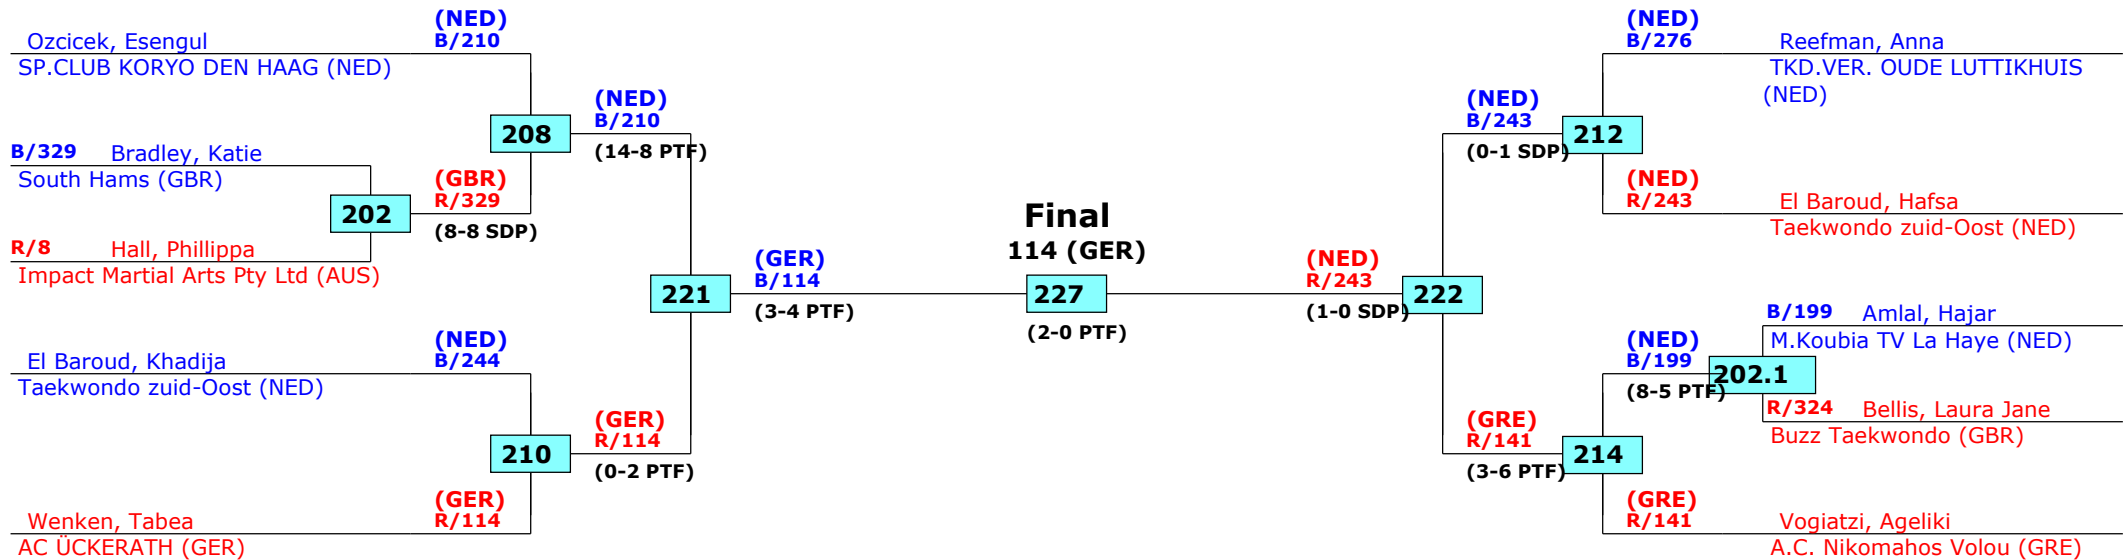 (NED)
B/210
Ozcicek, Esengul
SP.CLUB KORYO DEN HAAG (NED)
208
(NED)
B/210
(14-8 PTF)
B/329 Bradley, Katie
South Hams (GBR)
202
(GBR)
R/329
(8-8 SDP)
R/8 Hall, Phillippa
Impact Martial Arts Pty Ltd (AUS)
221
(GER)
B/114
(3-4 PTF)
(NED)
B/244
El Baroud, Khadija
Taekwondo zuid-Oost (NED)
210
(GER)
R/114
(0-2 PTF)
(GER)
R/114
Wenken, Tabea
AC ÜCKERATH (GER)
Final
114 (GER)
227
(2-0 PTF)
(NED)
R/243
(1-0 SDP)
222
(NED)
B/243
(0-1 SDP)
212
(NED)
B/276
Reefman, Anna
TKD.VER. OUDE LUTTIKHUIS
(NED)
(NED)
R/243
El Baroud, Hafsa
Taekwondo zuid-Oost (NED)
B/199 Amlal, Hajar
M.Koubia TV La Haye (NED)
(NED)
B/199
(8-5 PTF)
202.1
R/324 Bellis, Laura Jane
Buzz Taekwondo (GBR)
(GRE)
R/141
(3-6 PTF)
214
(GRE)
R/141
Vogiatzi, Ageliki
A.C. Nikomahos Volou (GRE)